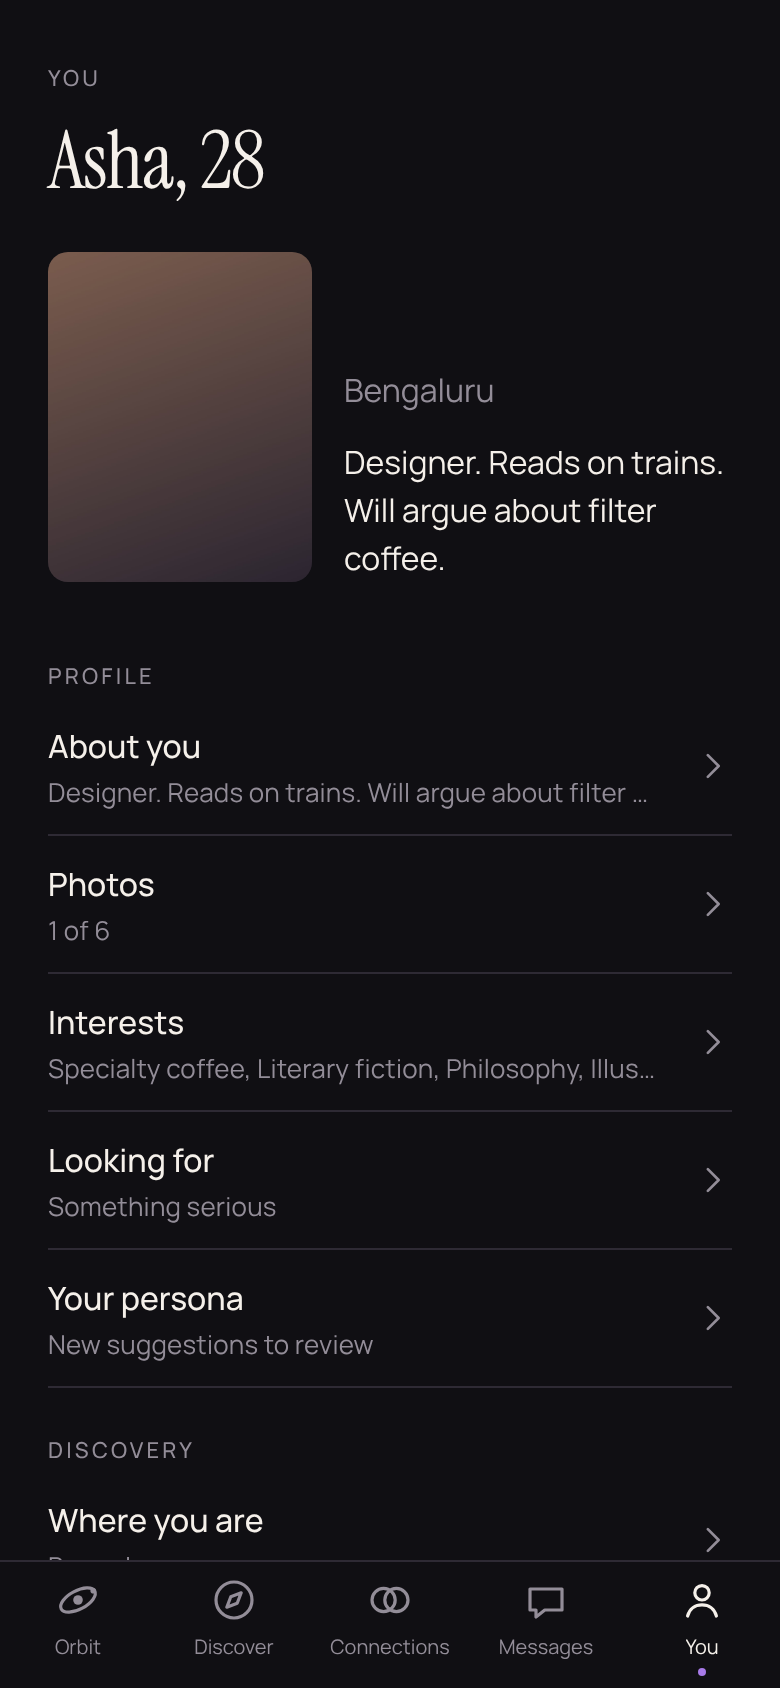 YOU
Asha, 28
Bengaluru
Designer. Reads on trains.
Will argue about filter
coffee.
PROFILE
About you
Designer. Reads on trains. Will argue about filter ...
Photos
1 of 6
Interests
Specialty coffee, Literary fiction, Philosophy, Illus...
Looking for
Something serious
Your persona
New suggestions to review
DISCOVERY
Where you are
Orbit
Discover
Connections
Messages
You